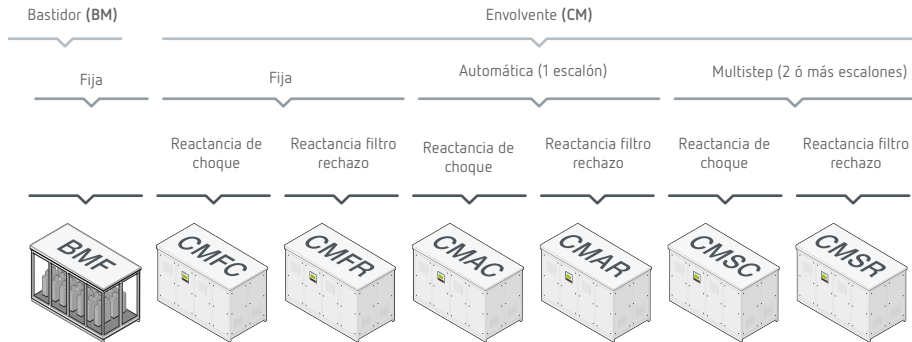 Bastidor (BM)
Envolvente (CM)
Fija
Fija
Automática (1 escalón)
Multistep (2 ó más escalones)
Reactancia de
choque
Reactancia filtro
rechazo
Reactancia de
choque
Reactancia filtro
rechazo
Reactancia de
choque
Reactancia filtro
rechazo
BMF
CMFC
CMFR
CMAC
CMAR
CMSC
CMSR